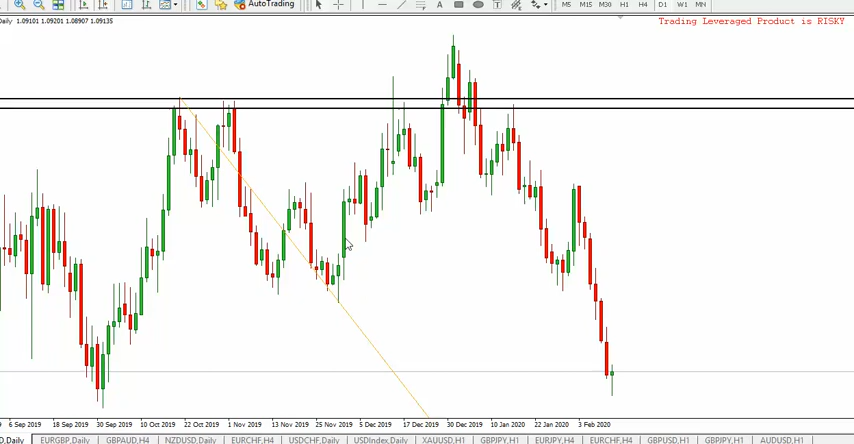 AutoTrading
A
T
M5 M15 M30 H1 H4 D1 W1 MN
Daily 1.09101 1.09201 1.08907 1.09135
Trading Leveraged Product is RISKY
6 Sep 2019 18 Sep 2019 30 Sep 2019 10 Oct 2019 22 Oct 2019 1 Nov 2019 13 Nov 2019 25 Nov 2019 5 Dec 2019 17 Dec 2019 29 Dec 2019 10 Jan 2020 22 Jan 2020 3 Feb 2020
D,Daily EURGBP,Daily GBPAUD,H4 NZDUSD,Daily EURCHF,H4 USDCHF,Daily USDIndex,Daily XAUUSD,H1 GBPJPY,H1 EURJPY,H4 EURCHF,H4 GBPUSD,H1 GBPJPY,H1 AUDUSD,H1